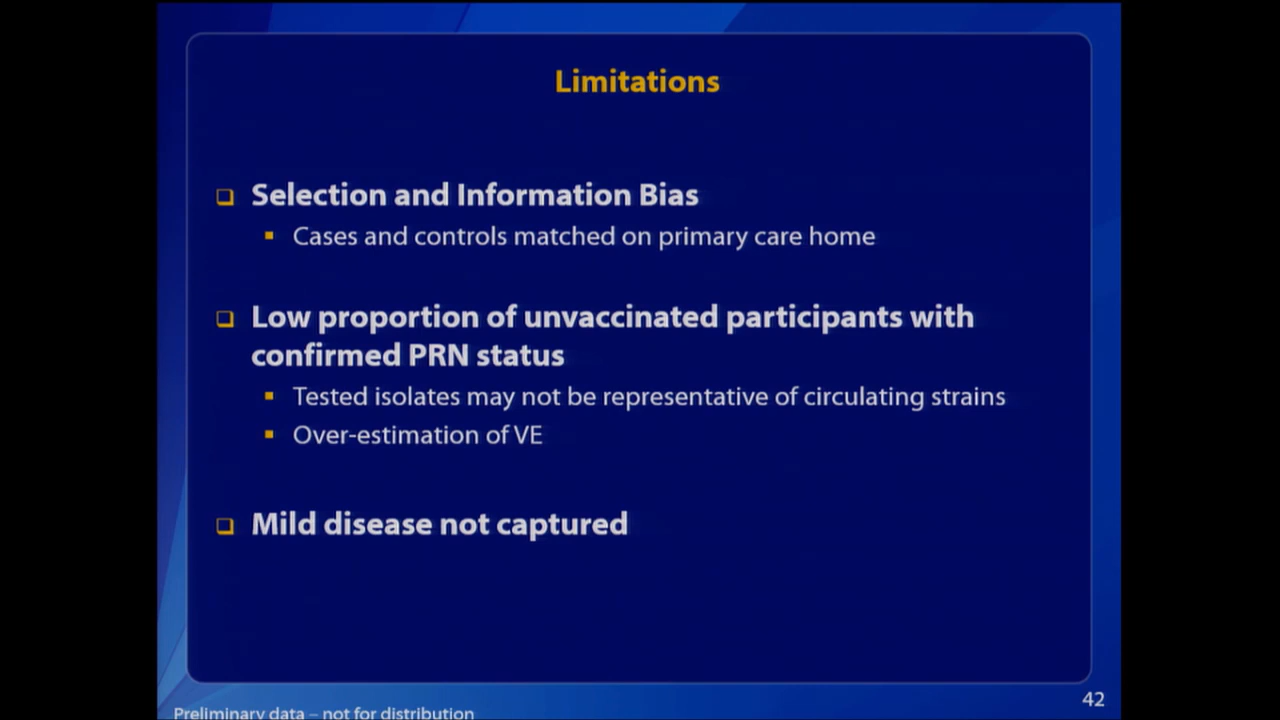 Limitations
Selection and Information Bias
Cases and controls matched on primary care home
Low proportion of unvaccinated participants with
confirmed PRN status
Tested isolates may not be representative of circulating strains
Over-estimation of VE
Mild disease not captured
42
Preliminary data – not for distribution